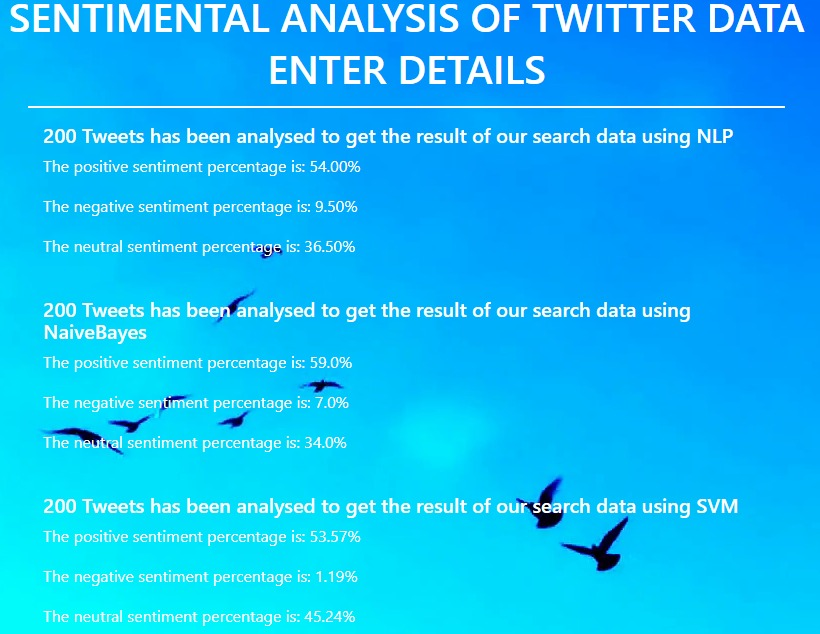 SENTIMENTAL ANALYSIS OF TWITTER DATA
ENTER DETAILS
200 Tweets has been analysed to get the result of our search data using NLP
The positive sentiment percentage is: 54.00%
The negative sentiment percentage is: 9.50%
The neutral sentiment percentage is: 36.50%
200 Tweets has been analysed to get the result of our search data using
NaiveBayes
The positive sentiment percentage is: 59.0%
The negative sentiment percentage is: 7.0%
The neutral sentiment percentage is: 34.0%
200 Tweets has been analysed to get the result of our search data using SVM
The positive sentiment percentage is: 53.57%
The negative sentiment percentage is: 1.19%
The neutral sentiment percentage is: 45.24%